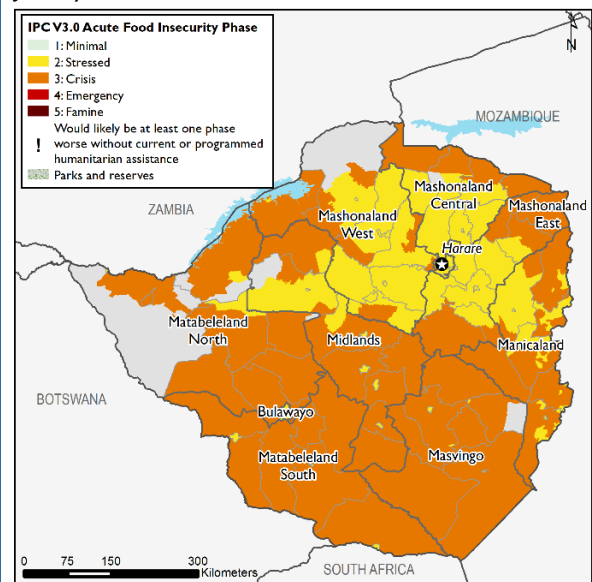 IPC V3.0 Acute Food Insecurity Phase
1: Minimal
2: Stressed
3: Crisis
4: Emergency
5: Famine
! Would likely be at least one phase
worse without current or programmed
humanitarian assistance
Parks and reserves
N
MOZAMBIQUE
ZAMBIA
Mashonaland
Central
Mashonaland
West
Mashonaland
East
Harare
Matabeleland
North
Midlands
Manicaland
BOTSWANA
Bulawayo
Matabeleland
South
Masvingo
0 75 150 300
Kilometers
SOUTH AFRICA